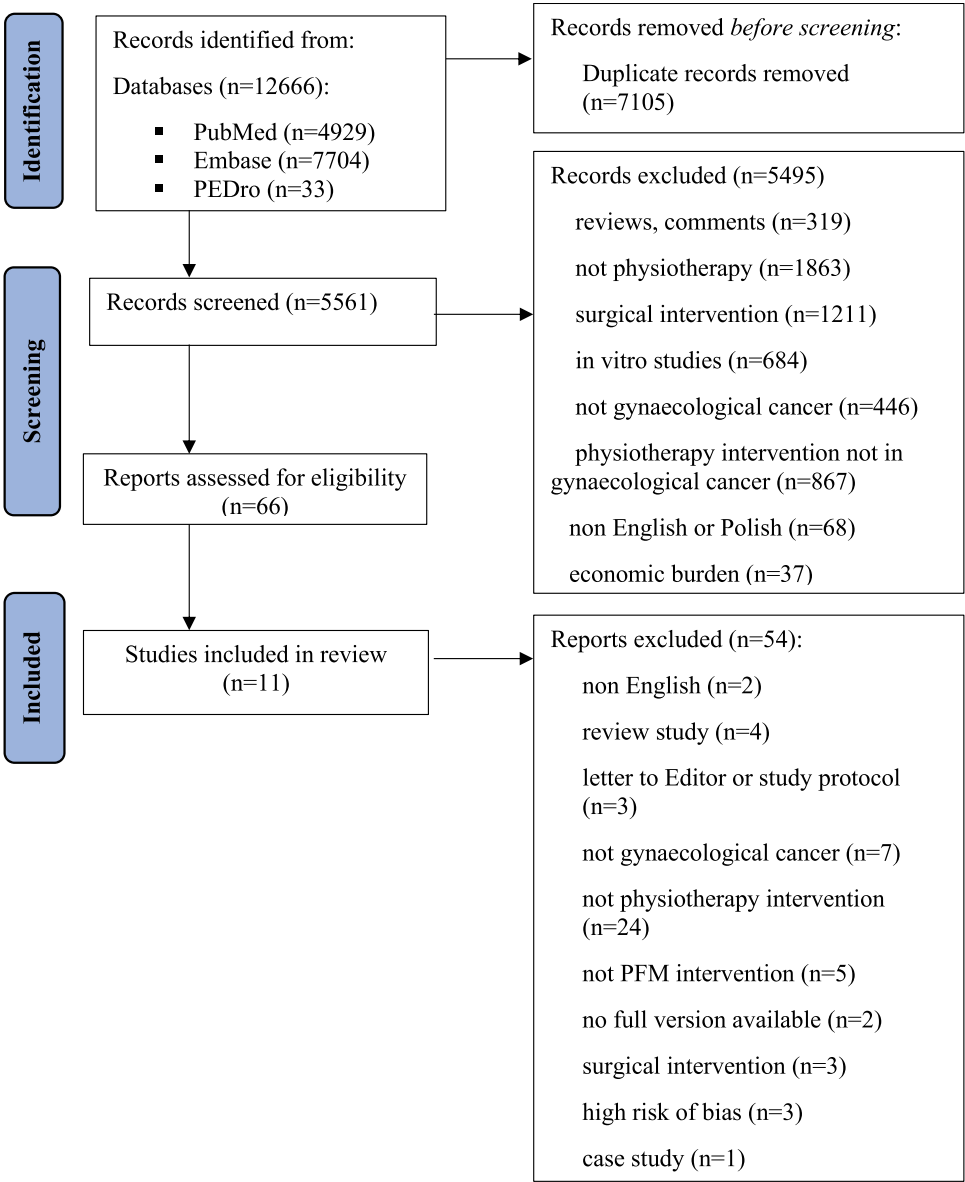 Identification
Records identified from:
Databases (n=12666):
▪ PubMed (n=4929)
▪ Embase (n=7704)
▪ PEDro (n=33)
Records removed before screening:
Duplicate records removed
(n=7105)
Screening
Records screened (n=5561)
Records excluded (n=5495)
reviews, comments (n=319)
not physiotherapy (n=1863)
surgical intervention (n=1211)
in vitro studies (n=684)
not gynaecological cancer (n=446)
physiotherapy intervention not in
gynaecological cancer (n=867)
non English or Polish (n=68)
economic burden (n=37)
Reports assessed for eligibility
(n=66)
Included
Studies included in review
(n=11)
Reports excluded (n=54):
non English (n=2)
review study (n=4)
letter to Editor or study protocol
(n=3)
not gynaecological cancer (n=7)
not physiotherapy intervention
(n=24)
not PFM intervention (n=5)
no full version available (n=2)
surgical intervention (n=3)
high risk of bias (n=3)
case study (n=1)